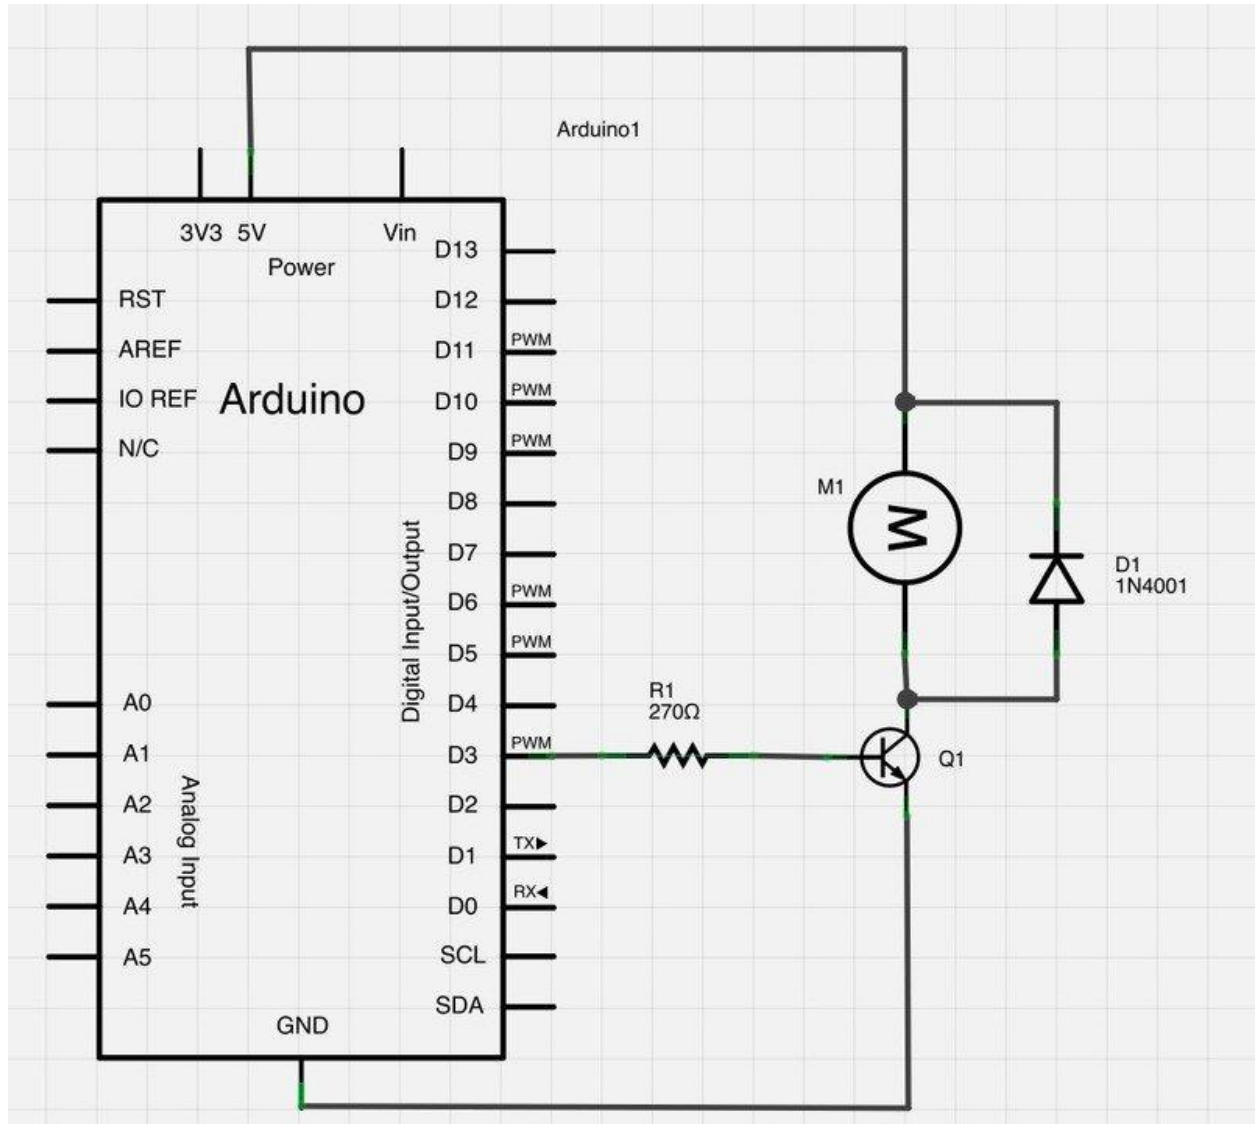 Arduino1
3V3 5V Vin
Power
RST
AREF
IO REF
N/C
Arduino
A0
A1
A2
A3
A4
A5
Analog Input
Digital Input/Output
D13
D12
D11 PWM
D10 PWM
D9 PWM
D8
D7
D6 PWM
D5 PWM
D4
D3 PWM
D2
D1 TX▶
D0 RX◀
SCL
SDA
GND
R1
270Ω
M1
M
D1
1N4001
Q1